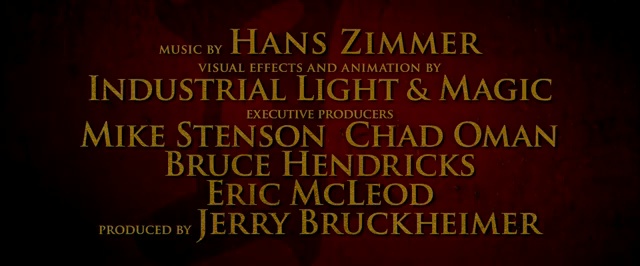 MUSIC BY HANS ZIMMER
VISUAL EFFECTS AND ANIMATION BY
INDUSTRIAL LIGHT & MAGIC
EXECUTIVE PRODUCERS
MIKE STENSON CHAD OMAN
BRUCE HENDRICKS
ERIC MCLEOD
PRODUCED BY JERRY BRUCKHEIMER